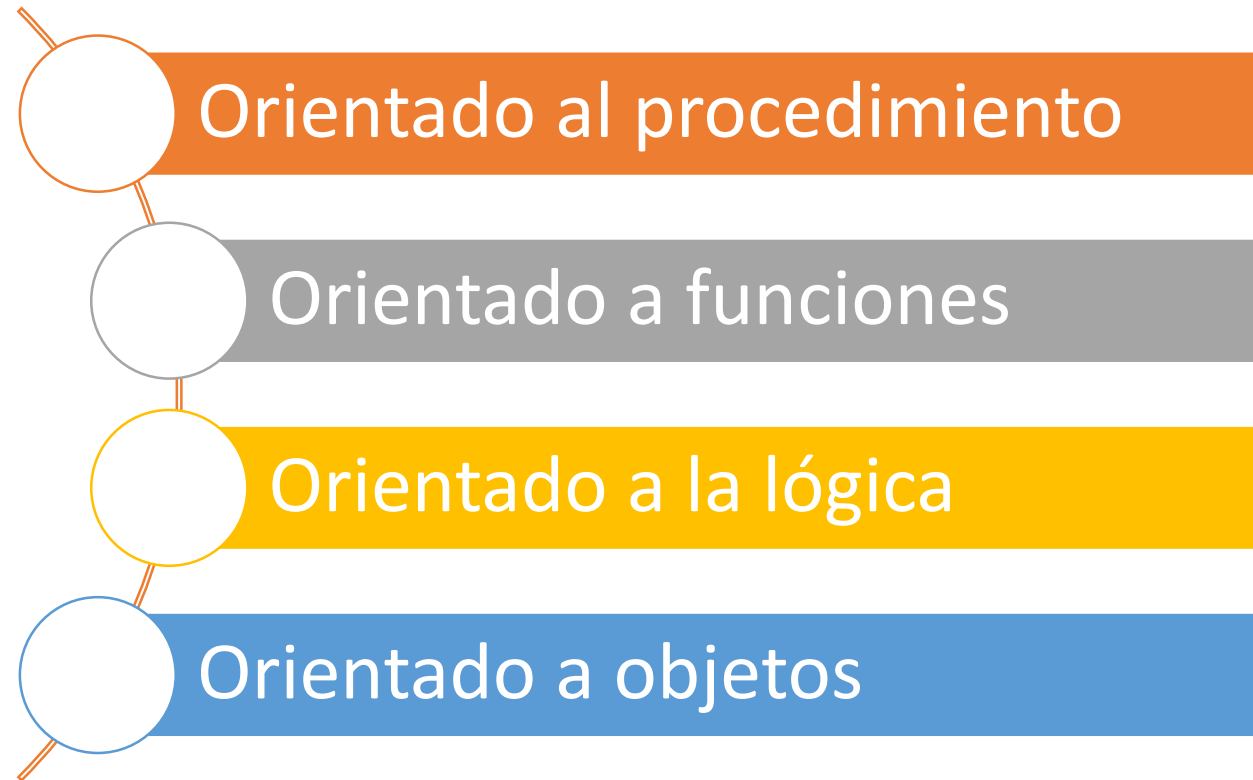 Orientado al procedimiento
Orientado a funciones
Orientado a la lógica
Orientado a objetos